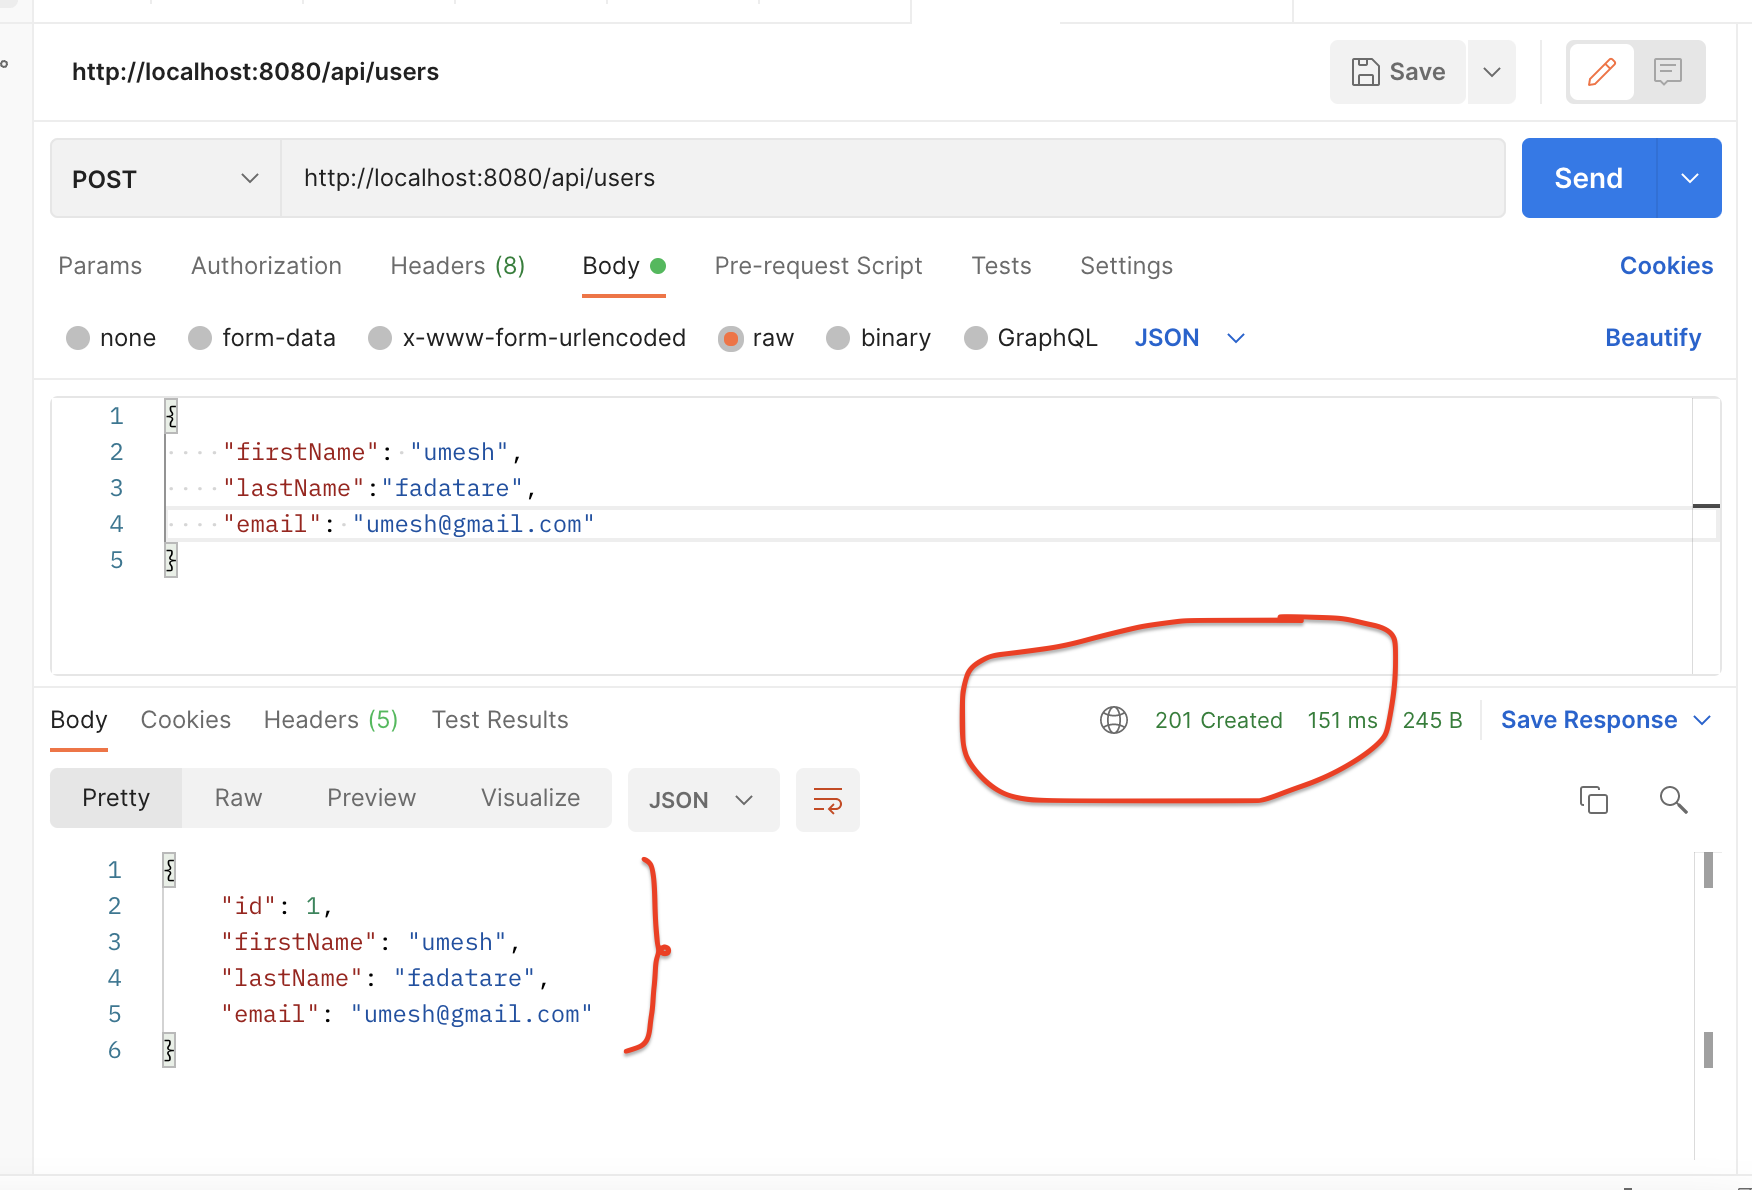 http://localhost:8080/api/users
Save
POST
http://localhost:8080/api/users
Send
Params Authorization Headers (8) Body Pre-request Script Tests Settings Cookies
none form-data x-www-form-urlencoded raw binary GraphQL JSON Beautify
1 {
2 "firstName": "umesh",
3 "lastName":"fadatare",
4 "email": "umesh@gmail.com"
5 }
Body Cookies Headers (5) Test Results 201 Created 151 ms 245 B Save Response
Pretty Raw Preview Visualize JSON
1 {
2 "id": 1,
3 "firstName": "umesh",
4 "lastName": "fadatare",
5 "email": "umesh@gmail.com"
6 }